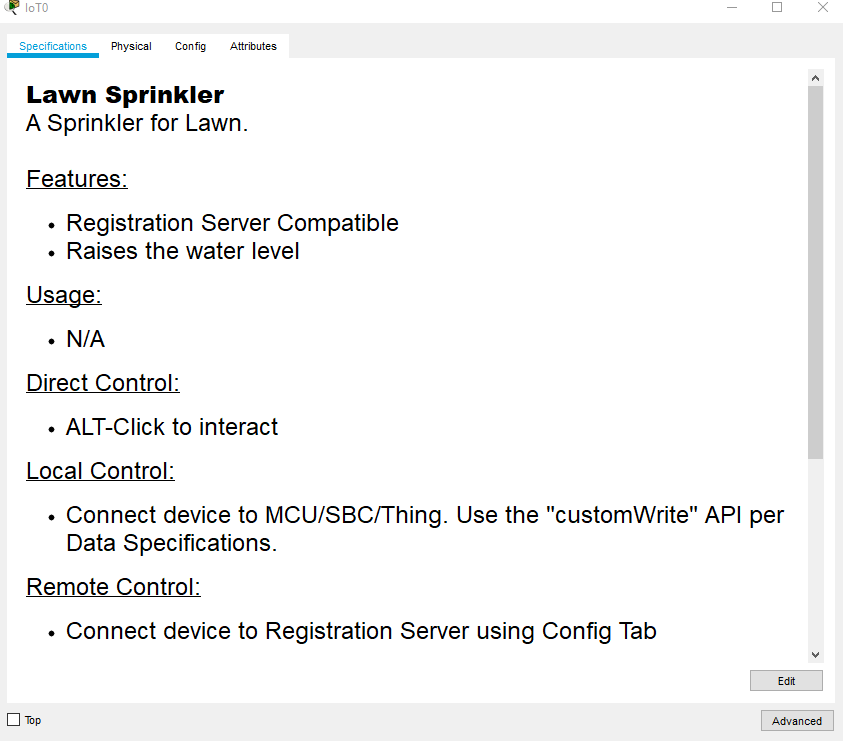 IoT0
Specifications Physical Config Attributes
Lawn Sprinkler
A Sprinkler for Lawn.
Features:
• Registration Server Compatible
• Raises the water level
Usage:
• N/A
Direct Control:
• ALT-Click to interact
Local Control:
• Connect device to MCU/SBC/Thing. Use the "customWrite" API per
Data Specifications.
Remote Control:
• Connect device to Registration Server using Config Tab
Edit
Top
Advanced